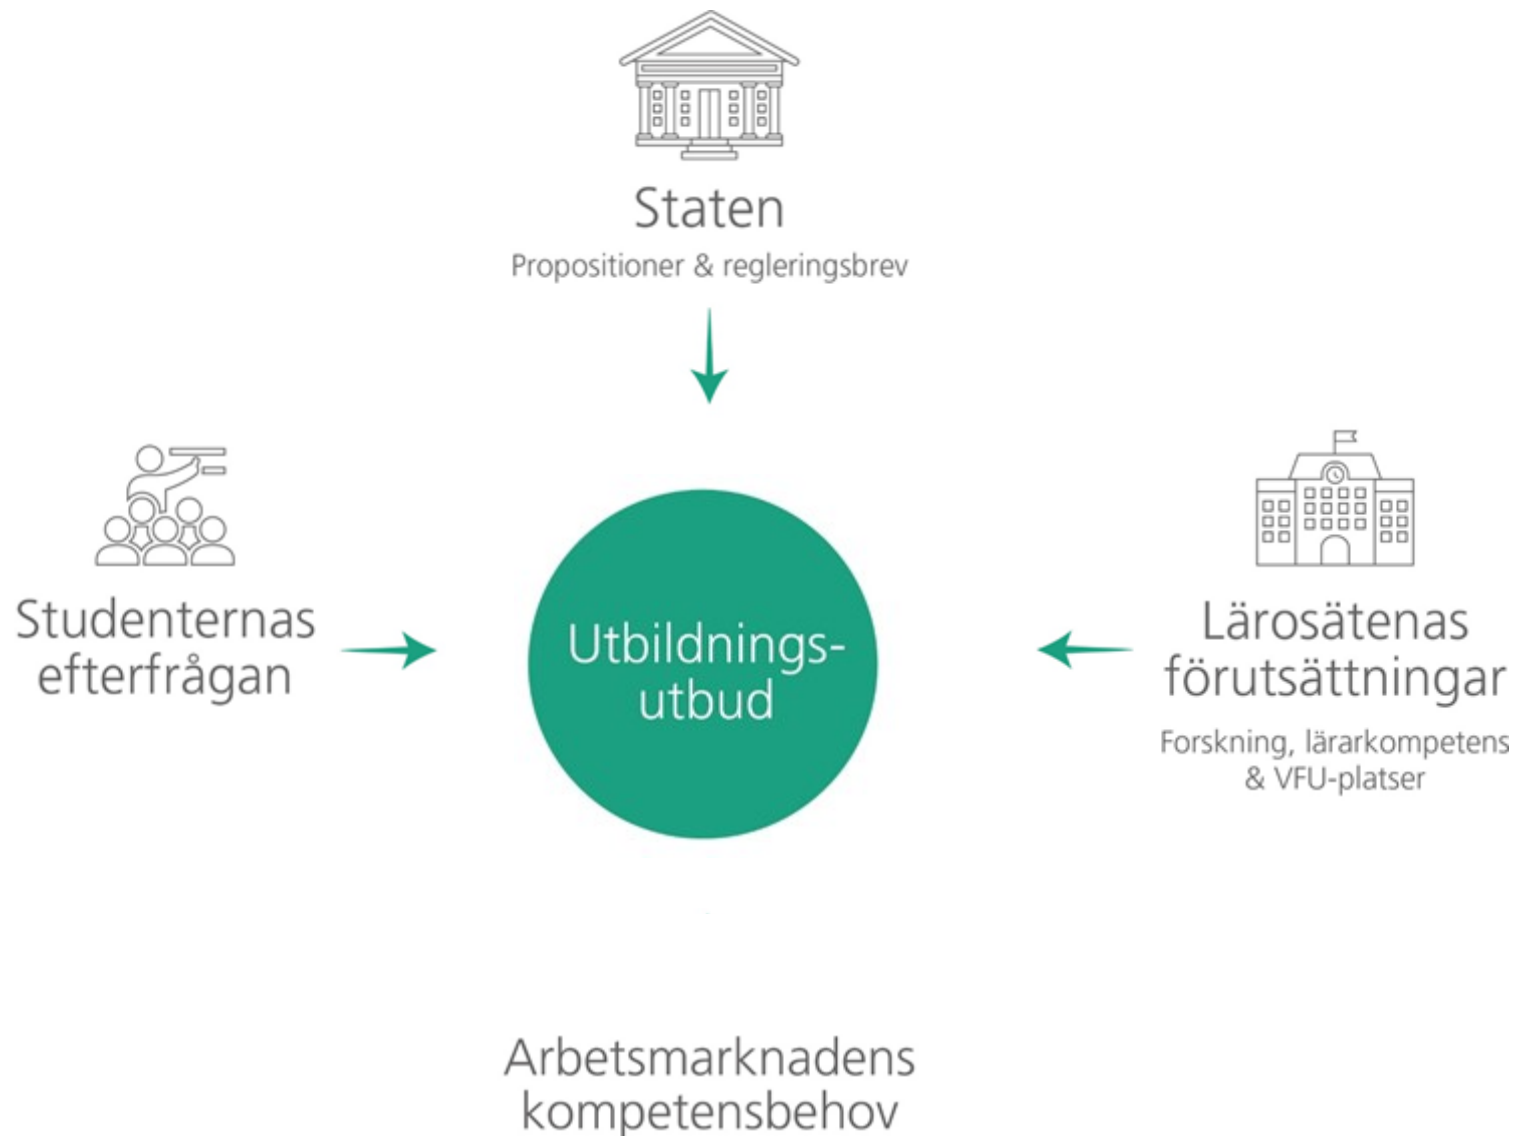 Staten
Propositioner & regleringsbrev
Studenternas
efterfrågan
Utbildnings-
utbud
Lärosätenas
förutsättningar
Forskning, lärarkompetens
& VFU-platser
Arbetsmarknadens
kompetensbehov